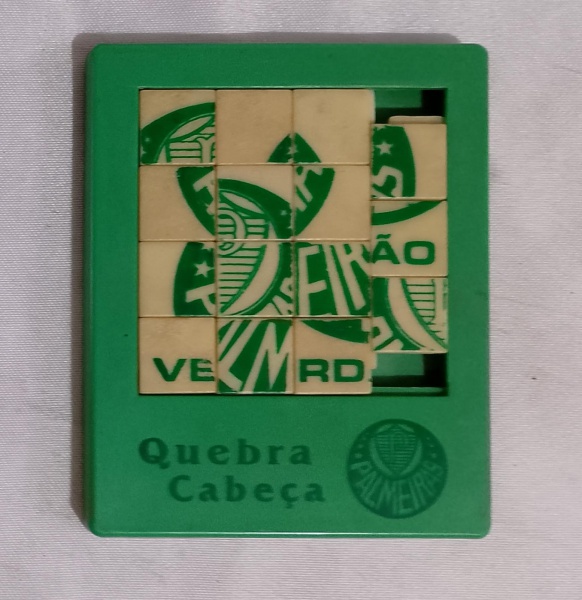 ÃO
VE
RD
Quebra
Cabeça
PALMEIRAS